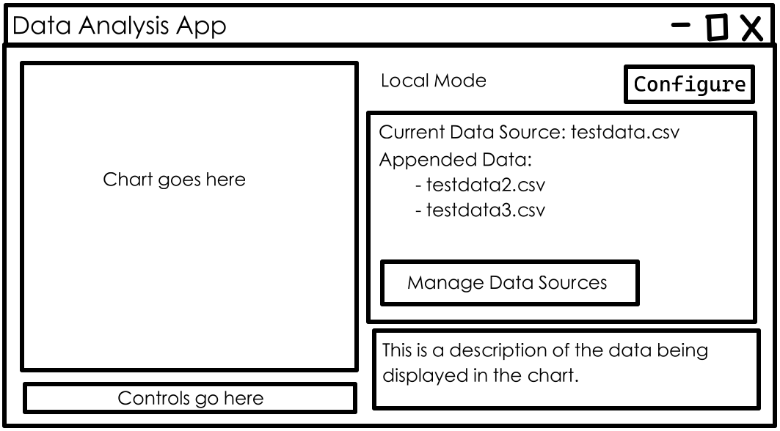 Data Analysis App
Chart goes here
Controls go here
Local Mode
Configure
Current Data Source: testdata.csv
Appended Data:
- testdata2.csv
- testdata3.csv
Manage Data Sources
This is a description of the data being
displayed in the chart.